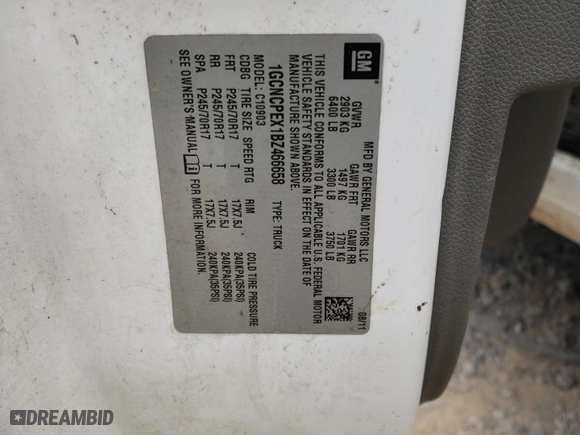 GM
MFD BY GENERAL MOTORS LLC
08/11
GVWR GAWR FRT GAWR RR
2903 KG 1497 KG 1701 KG
6400 LB 3300 LB 3750 LB
THIS VEHICLE CONFORMS TO ALL APPLICABLE U.S. FEDERAL MOTOR
VEHICLE SAFETY STANDARDS IN EFFECT ON THE DATE OF
MANUFACTURE SHOWN ABOVE.
1GCNCPEX1BZ466658 TYPE: TRUCK
MODEL: C10903
CDBG TIRE SIZE SPEED RTG RIM COLD TIRE PRESSURE
FRT P245/70R17 T 17X7.5J 240KPA(35PSI)
RR P245/70R17 T 17X7.5J 240KPA(35PSI)
SPA P245/70R17 T 17X7.5J 240KPA(35PSI)
SEE OWNER'S MANUAL FOR MORE INFORMATION.
DREAMBID